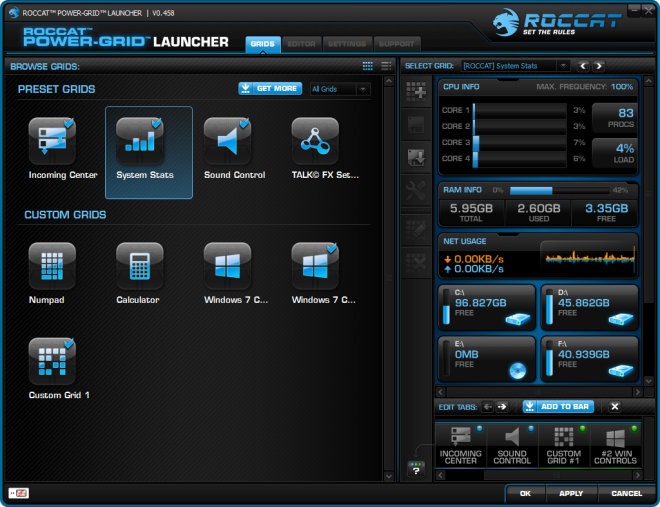 ROCCAT™ POWER-GRID™ LAUNCHER | V0.458
ROCCAT™
POWER-GRID™ LAUNCHER
GRIDS EDITOR SETTINGS SUPPORT
ROCCAT
SET THE RULES
BROWSE GRIDS:
PRESET GRIDS
GET MORE
All Grids
Incoming Center
System Stats
Sound Control
TALK© FX Set...
CUSTOM GRIDS
Numpad
Calculator
Windows 7 C...
Windows 7 C...
Custom Grid 1
SELECT GRID: [ROCCAT] System Stats
CPU INFO MAX. FREQUENCY: 100%
CORE 1 3%
CORE 2 3%
CORE 3 7%
CORE 4 6%
83
PROCS
4%
LOAD
RAM INFO 0% 42%
5.95GB 2.60GB 3.35GB
TOTAL USED FREE
NET USAGE
0.00KB/s
0.00KB/s
C:\
96.827GB
FREE
D:\
45.862GB
FREE
E:\
0MB
FREE
F:\
40.939GB
FREE
EDIT TABS: ADD TO BAR X
INCOMING
CENTER
SOUND
CONTROL
CUSTOM
GRID #1
#2 WIN
CONTROLS
?
OK APPLY CANCEL